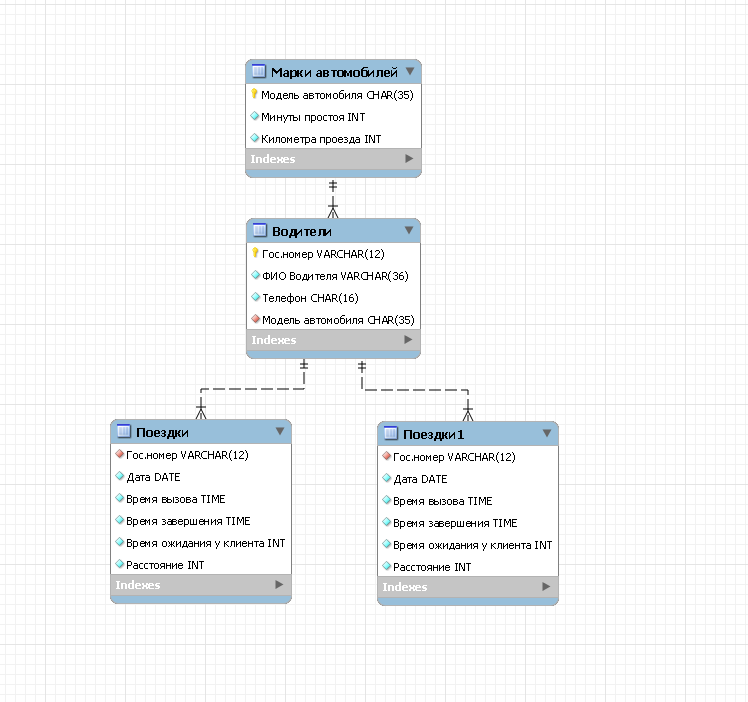 Марки автомобилей
Модель автомобиля CHAR(35)
Минуты простоя INT
Километра проезда INT
Indexes
Водители
Гос.номер VARCHAR(12)
ФИО Водителя VARCHAR(36)
Телефон CHAR(16)
Модель автомобиля CHAR(35)
Indexes
Поездки
Гос.номер VARCHAR(12)
Дата DATE
Время вызова TIME
Время завершения TIME
Время ожидания у клиента INT
Расстояние INT
Indexes
Поездки1
Гос.номер VARCHAR(12)
Дата DATE
Время вызова TIME
Время завершения TIME
Время ожидания у клиента INT
Расстояние INT
Indexes